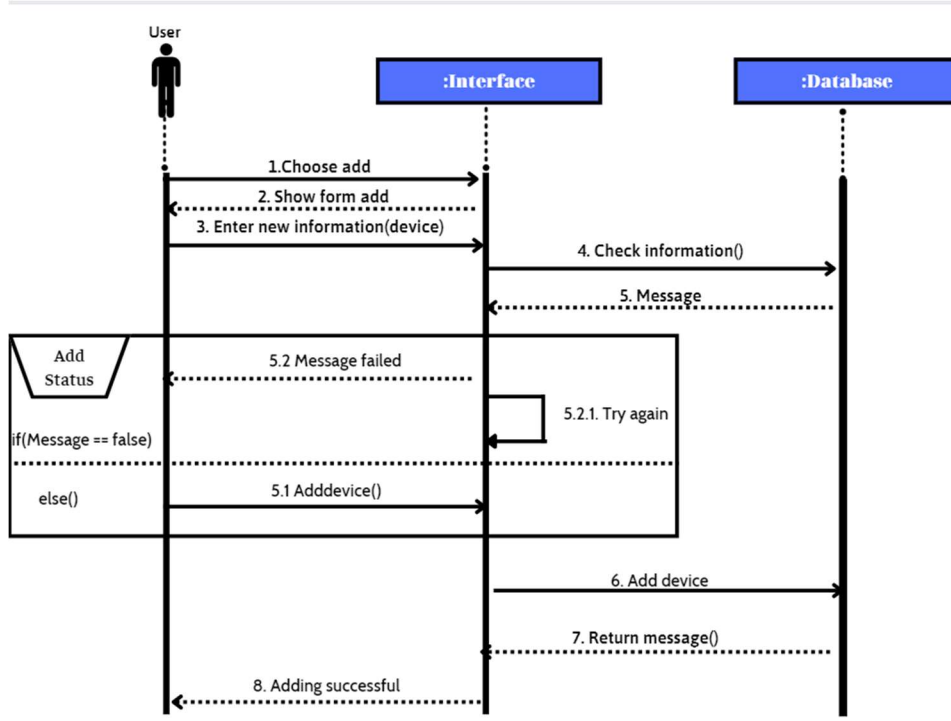 User
:Interface
:Database
1.Choose add
2. Show form add
3. Enter new information(device)
4. Check information()
5. Message
Add
Status
5.2 Message failed
5.2.1. Try again
if(Message == false)
else()
5.1 Adddevice()
6. Add device
7. Return message()
8. Adding successful